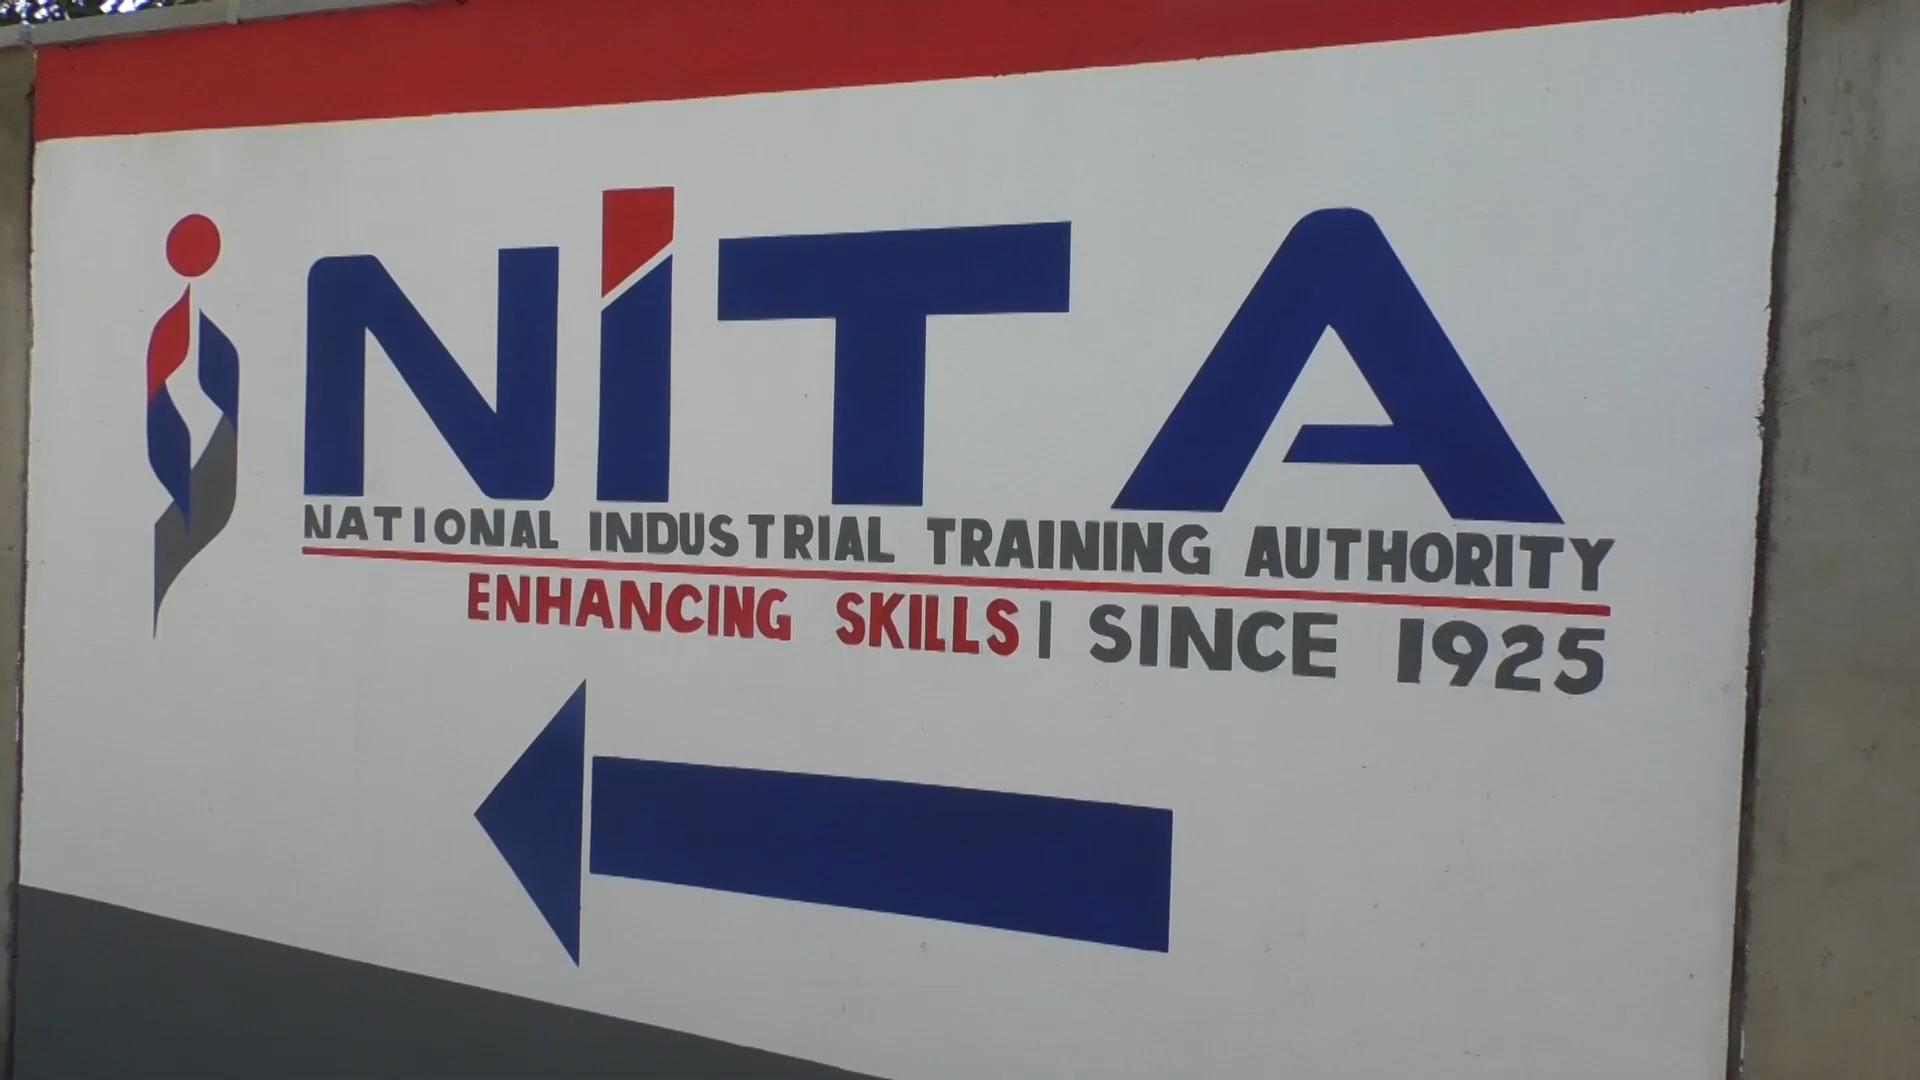 NITA
NATIONAL INDUSTRIAL TRAINING AUTHORITY
ENHANCING SKILLS | SINCE 1925